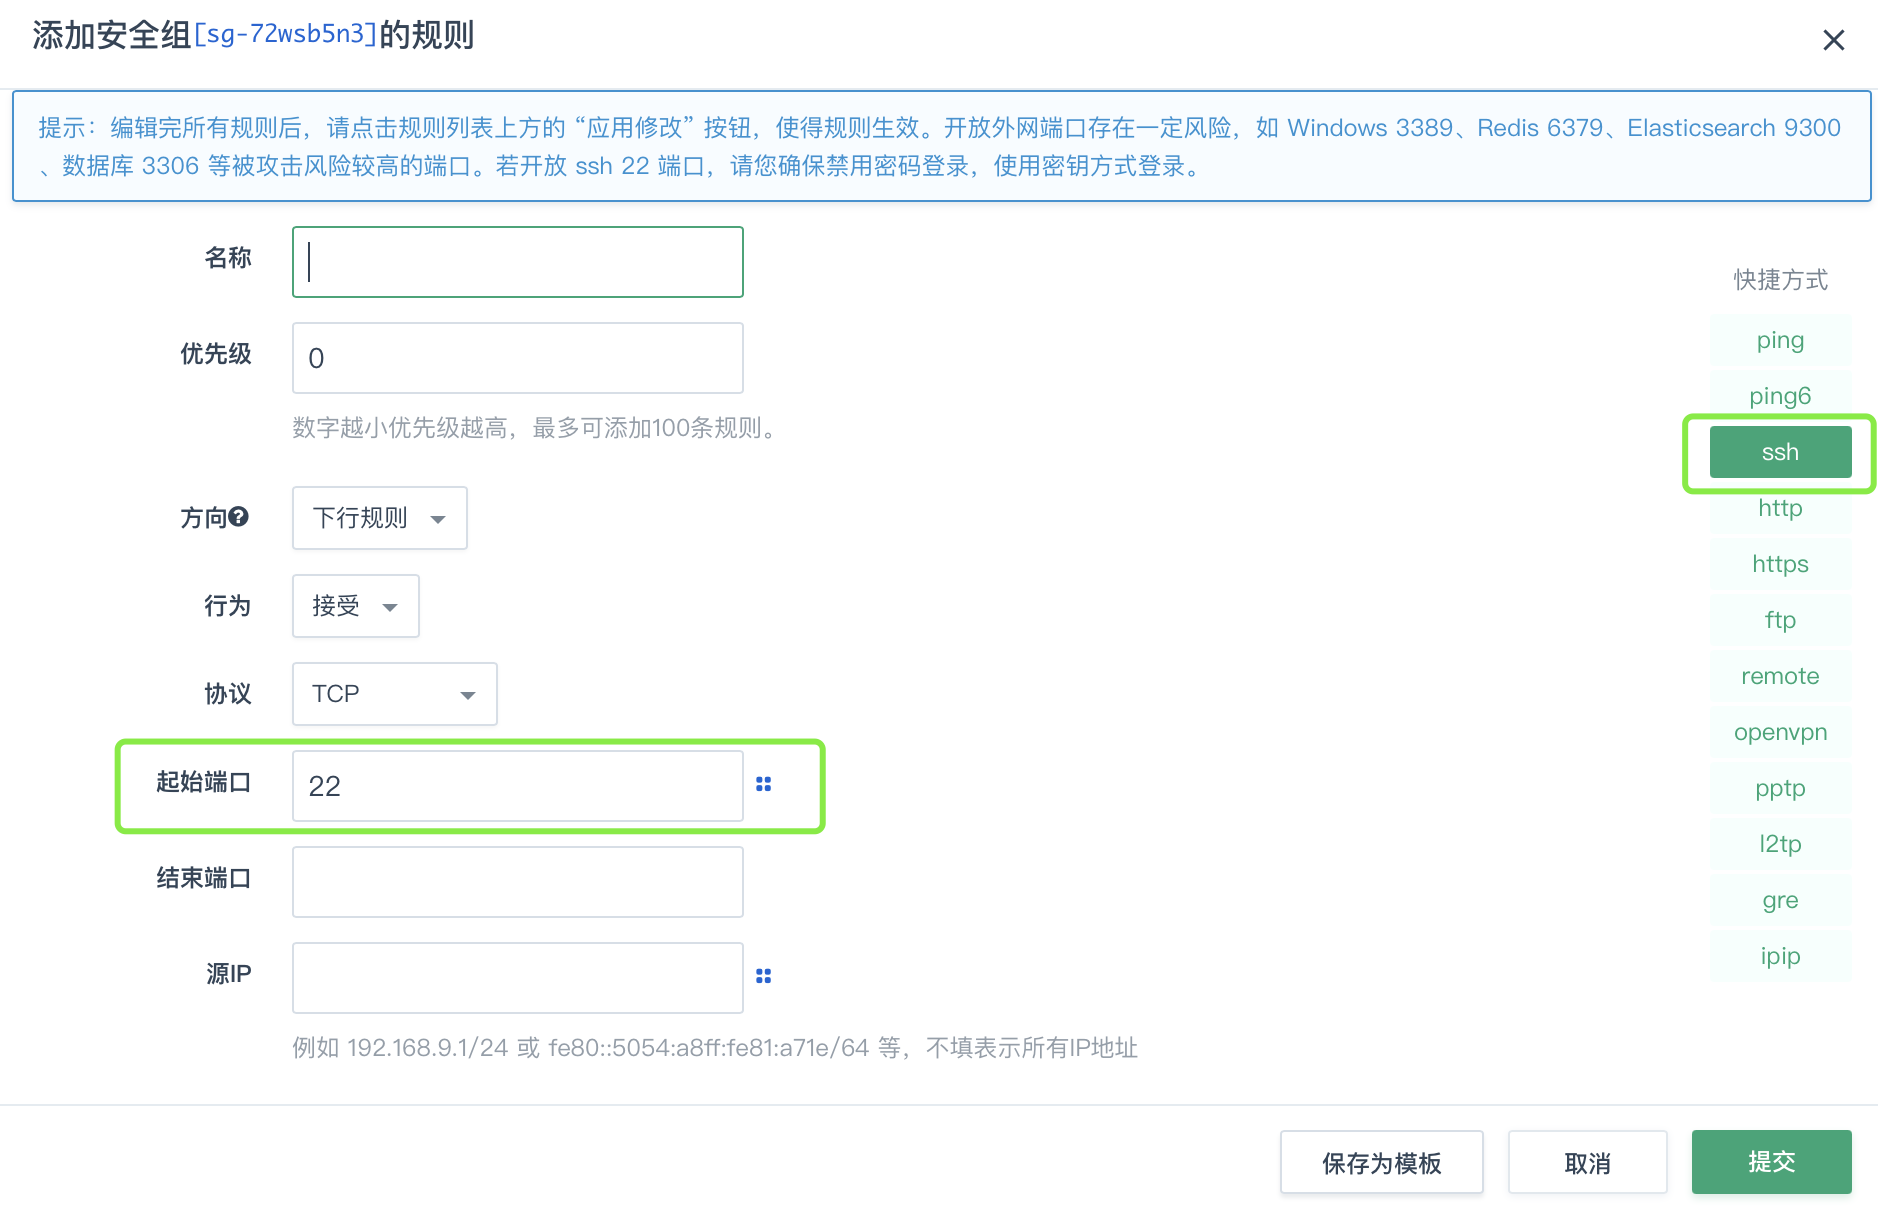 添加安全组[sg-72wsb5n3]的规则
提示：编辑完所有规则后，请点击规则列表上方的 “应用修改” 按钮，使得规则生效。开放外网端口存在一定风险，如 Windows 3389、Redis 6379、Elasticsearch 9300
、数据库 3306 等被攻击风险较高的端口。若开放 ssh 22 端口，请您确保禁用密码登录，使用密钥方式登录。
名称
优先级
0
数字越小优先级越高，最多可添加100条规则。
方向
下行规则
行为
接受
协议
TCP
起始端口
22
结束端口
源IP
例如 192.168.9.1/24 或 fe80::5054:a8ff:fe81:a71e/64 等，不填表示所有IP地址
快捷方式
ping
ping6
ssh
http
https
ftp
remote
openvpn
pptp
l2tp
gre
ipip
保存为模板
取消
提交